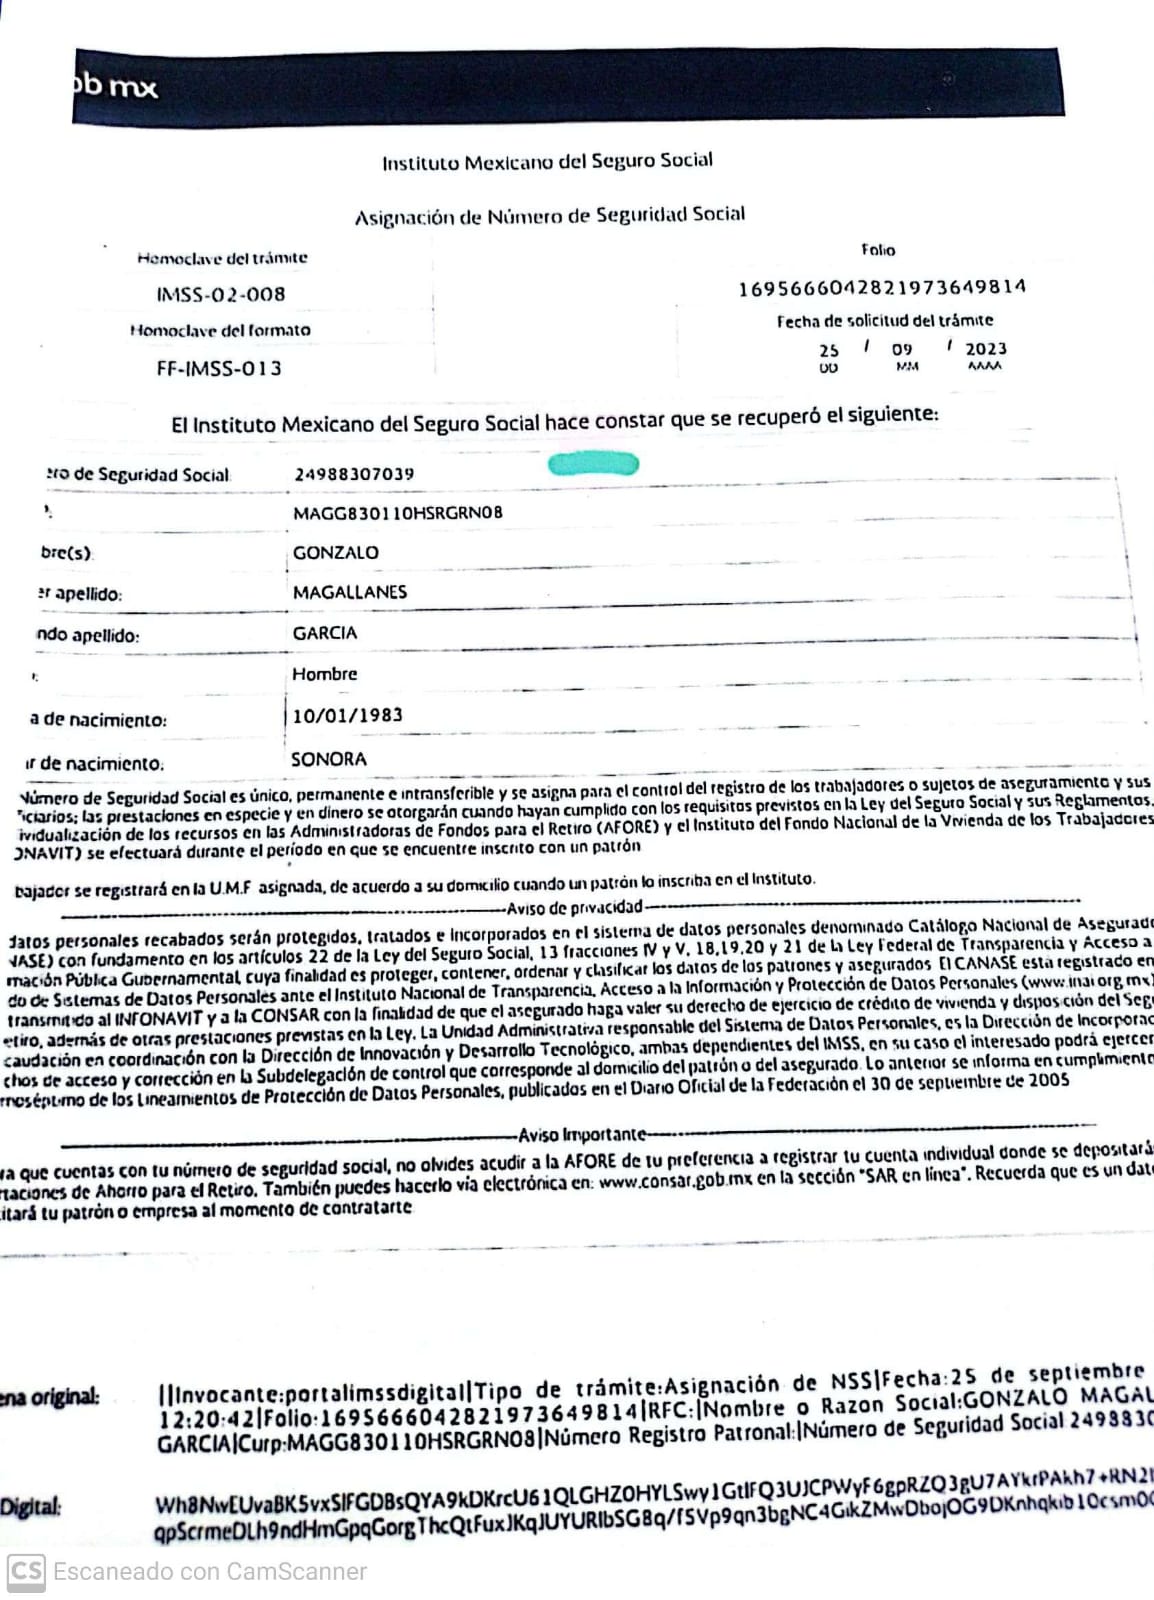 ob mx
Instituto Mexicano del Seguro Social
Asignación de Número de Seguridad Social
Homoclave del trámite
Folio
IMSS-02-008
1695666042821973649814
Homoclave del formato
Fecha de solicitud del trámite
FF-IMSS-013
25 / 09 / 2023
DD MM AAAA
El Instituto Mexicano del Seguro Social hace constar que se recuperó el siguiente:
ero de Seguridad Social 24988307039
MAGG830110HSRGRN08
bre(s) GONZALO
er apellido: MAGALLANES
ndo apellido: GARCIA
Hombre
a de nacimiento: 10/01/1983
ar de nacimiento: SONORA
Número de Seguridad Social es único, permanente e intransferible y se asigna para el control del registro de los trabajadores o sujetos de aseguramiento y sus
iciarios; las prestaciones en especie y en dinero se otorgarán cuando hayan cumplido con los requisitos previstos en la Ley del Seguro Social y sus Reglamentos.
ividualización de los recursos en las Administradoras de Fondos para el Retiro (AFORE) y el Instituto del Fondo Nacional de la Vivienda de los Trabajadores
ONAVIT) se efectuará durante el período en que se encuentre inscrito con un patrón
bajador se registrará en la U.M.F asignada, de acuerdo a su domicilio cuando un patrón lo inscriba en el Instituto.
Aviso de privacidad
datos personales recabados serán protegidos, tratados e Incorporados en el sistema de datos personales denominado Catálogo Nacional de Asegurado
NASE) con fundamento en los artículos 22 de la Ley del Seguro Social, 13 fracciones IV y V, 18,19,20 y 21 de la Ley Federal de Transparencia y Acceso a
mación Pública Gubernamental, cuya finalidad es proteger, contener, ordenar y clasificar los datos de los patrones y asegurados El CANASE está registrado en
do de Sistemas de Datos Personales ante el Instituto Nacional de Transparencia, Acceso a la Información y Protección de Datos Personales (www.inai org mx)
transmitido al INFONAVIT y a la CONSAR con la finalidad de que el asegurado haga valer su derecho de ejercicio de crédito de vivienda y disposición del Segu
etiro, además de otras prestaciones previstas en la Ley. La Unidad Administrativa responsable del Sistema de Datos Personales, es la Dirección de Incorporac
caudación en coordinación con la Dirección de Innovación y Desarrollo Tecnológico, ambas dependientes del IMSS, en su caso el interesado podrá ejercer
chos de acceso y corrección en la Subdelegación de control que corresponde al domicilio del patrón o del asegurado. Lo anterior se informa en cumplimiento
moséptimo de los Lineamientos de Protección de Datos Personales, publicados en el Diario Oficial de la Federación el 30 de septiembre de 2005
Aviso Importante
ra que cuentas con tu número de seguridad social, no olvides acudir a la AFORE de tu preferencia a registrar tu cuenta individual donde se depositará
rtaciones de Ahorro para el Retiro. También puedes hacerlo vía electrónica en: www.consar.gob.mx en la sección "SAR en línea". Recuerda que es un dato
citará tu patrón o empresa al momento de contratarte
ena original: ||Invocante:portalimssdigital|Tipo de trámite:Asignación de NSS|Fecha:25 de septiembre
12:20:42|Folio:1695666042821973649814|RFC:|Nombre o Razon Social:GONZALO MAGAL
GARCIA|Curp:MAGG830110HSRGRN08|Número Registro Patronal:|Número de Seguridad Social 2498830
Digital:
CS Escaneado con CamScanner